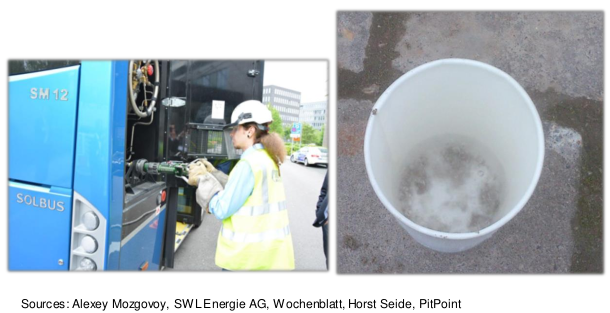 SM 12
SOLBUS
Sources: Alexey Mozgovoy, SWL Energie AG, Wochenblatt, Horst Seide, PitPoint